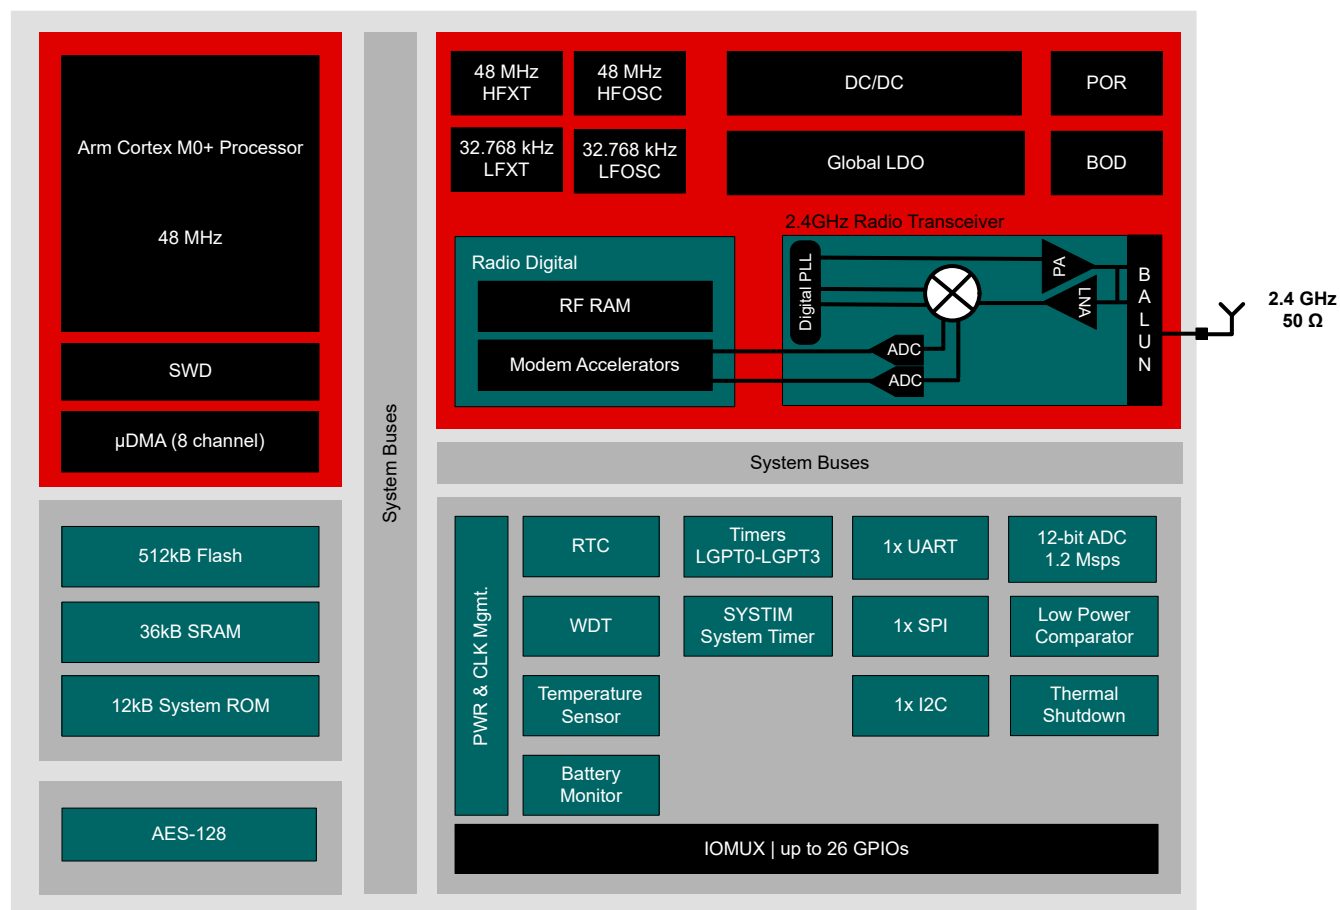 Arm Cortex M0+ Processor
48 MHz
SWD
µDMA (8 channel)
512kB Flash
36kB SRAM
12kB System ROM
AES-128
System Buses
48 MHz
HFXT
48 MHz
HFOSC
DC/DC
POR
32.768 kHz
LFXT
32.768 kHz
LFOSC
Global LDO
BOD
2.4GHz Radio Transceiver
Radio Digital
RF RAM
Modem Accelerators
Digital PLL
PA
LNA
ADC
ADC
BALUN
2.4 GHz
50 Ω
System Buses
PWR & CLK Mgmt.
RTC
Timers
LGPT0-LGPT3
1x UART
12-bit ADC
1.2 Msps
WDT
SYSTIM
System Timer
1x SPI
Low Power
Comparator
Temperature
Sensor
1x I2C
Thermal
Shutdown
Battery
Monitor
IOMUX | up to 26 GPIOs